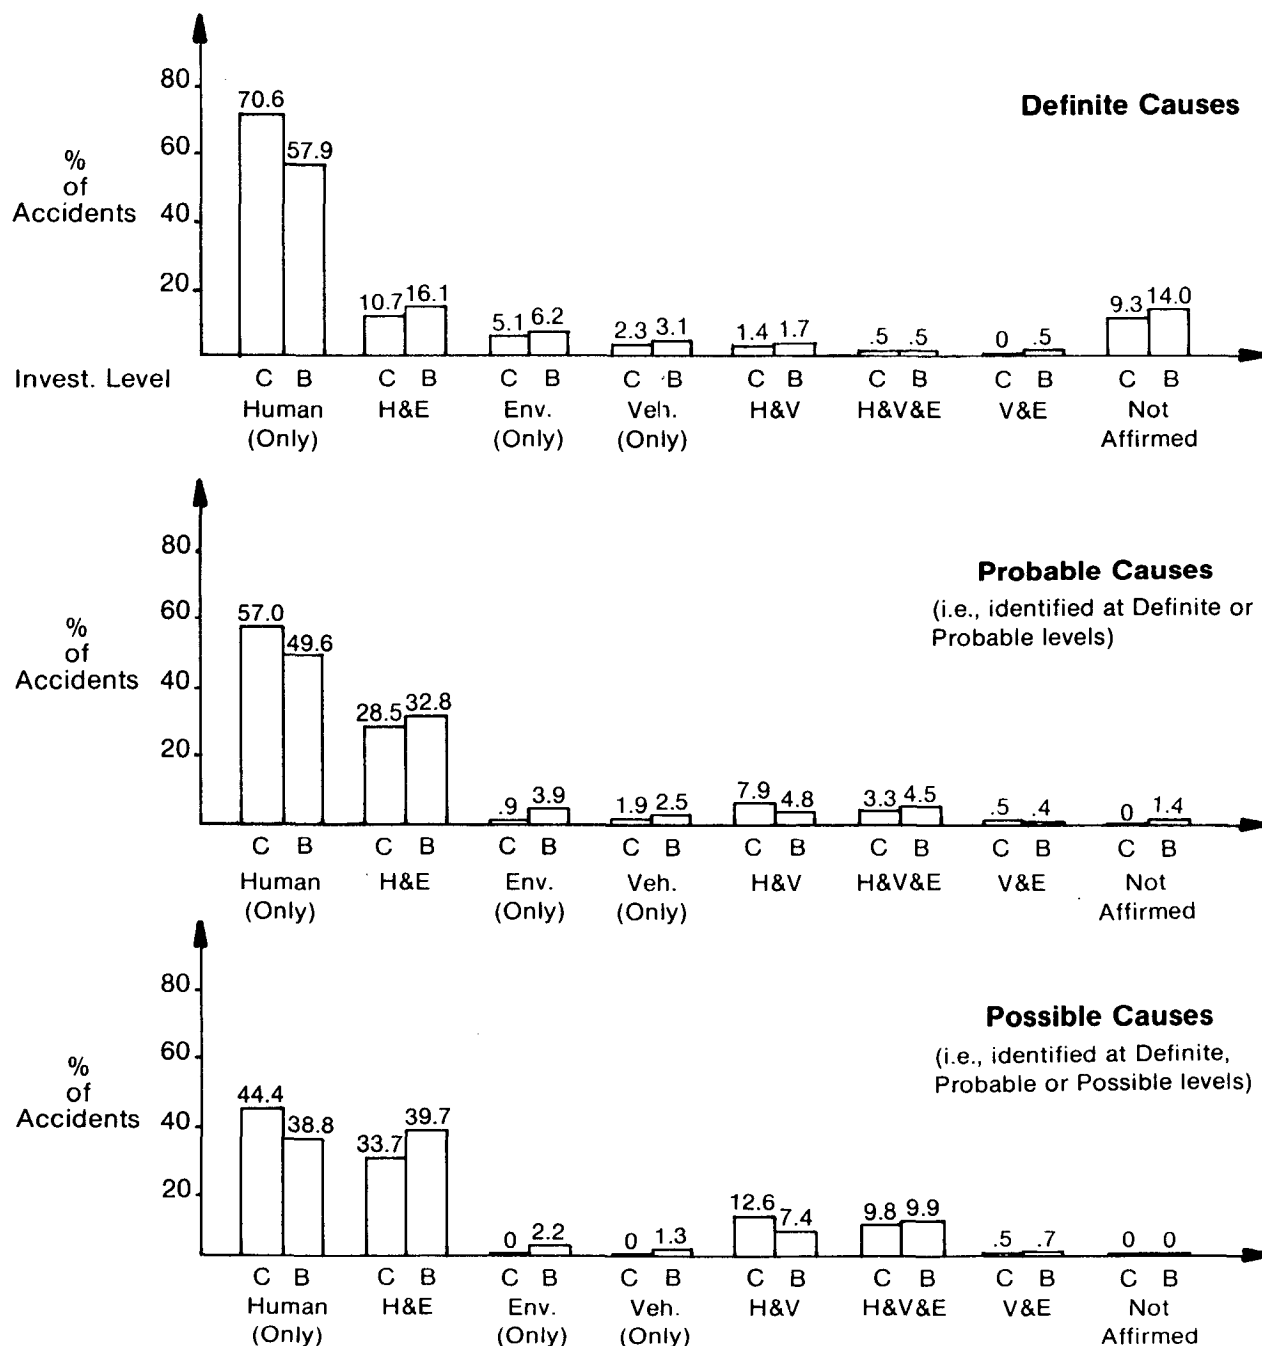 Definite Causes
%
of
Accidents
80
60
40
20
70.6 57.9 10.7 16.1 5.1 6.2 2.3 3.1 1.4 1.7 .5 .5 0 .5 9.3 14.0
Invest. Level C B C B C B C B C B C B C B C B
Human H&E Env. Veh. H&V H&V&E V&E Not
(Only) (Only) (Only) Affirmed
Probable Causes
(i.e., identified at Definite or
Probable levels)
%
of
Accidents
80
60
40
20
57.0 49.6 28.5 32.8 .9 3.9 1.9 2.5 7.9 4.8 3.3 4.5 .5 .4 0 1.4
C B C B C B C B C B C B C B C B
Human H&E Env. Veh. H&V H&V&E V&E Not
(Only) (Only) (Only) Affirmed
Possible Causes
(i.e., identified at Definite,
Probable or Possible levels)
%
of
Accidents
80
60
40
20
44.4 38.8 33.7 39.7 0 2.2 0 1.3 12.6 7.4 9.8 9.9 .5 .7 0 0
C B C B C B C B C B C B C B C B
Human H&E Env. Veh. H&V H&V&E V&E Not
(Only) (Only) (Only) Affirmed